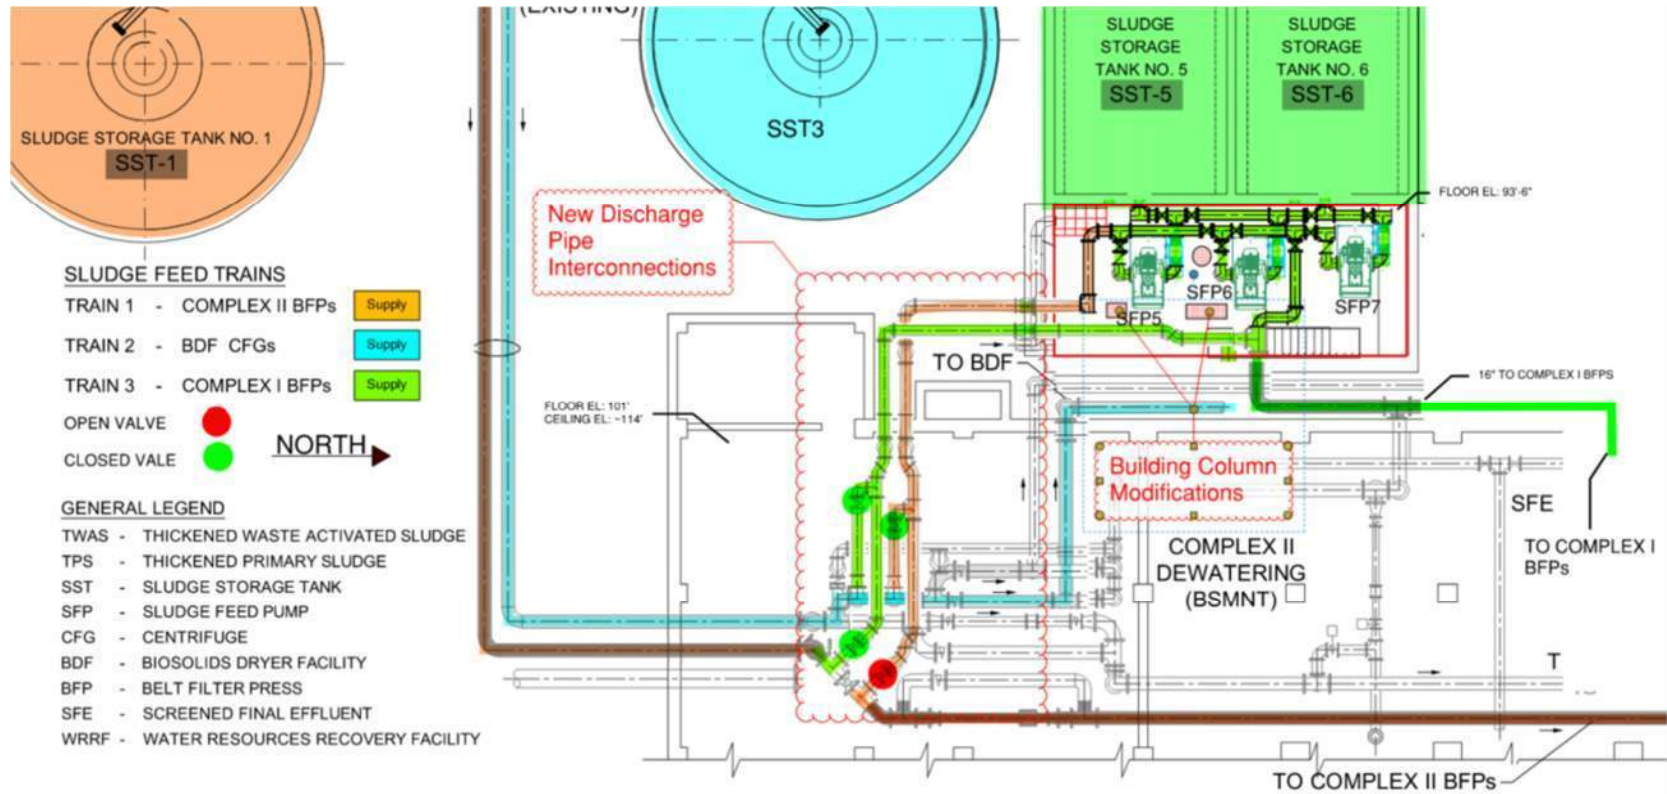 (EXISTING)
SLUDGE STORAGE TANK NO. 1
SST-1
SST3
SLUDGE
STORAGE
TANK NO. 5
SST-5
SLUDGE
STORAGE
TANK NO. 6
SST-6
FLOOR EL: 93'-6"
New Discharge
Pipe
Interconnections
SLUDGE FEED TRAINS
TRAIN 1 - COMPLEX II BFPs Supply
TRAIN 2 - BDF CFGs Supply
TRAIN 3 - COMPLEX I BFPs Supply
OPEN VALVE
CLOSED VALE
NORTH
SFP5
SFP6
SFP7
TO BDF
16" TO COMPLEX I BFPS
FLOOR EL: 101'
CEILING EL: ~114'
Building Column
Modifications
SFE
TO COMPLEX I
BFPs
COMPLEX II
DEWATERING
(BSMNT)
T
TO COMPLEX II BFPs
GENERAL LEGEND
TWAS - THICKENED WASTE ACTIVATED SLUDGE
TPS - THICKENED PRIMARY SLUDGE
SST - SLUDGE STORAGE TANK
SFP - SLUDGE FEED PUMP
CFG - CENTRIFUGE
BDF - BIOSOLIDS DRYER FACILITY
BFP - BELT FILTER PRESS
SFE - SCREENED FINAL EFFLUENT
WRRF - WATER RESOURCES RECOVERY FACILITY